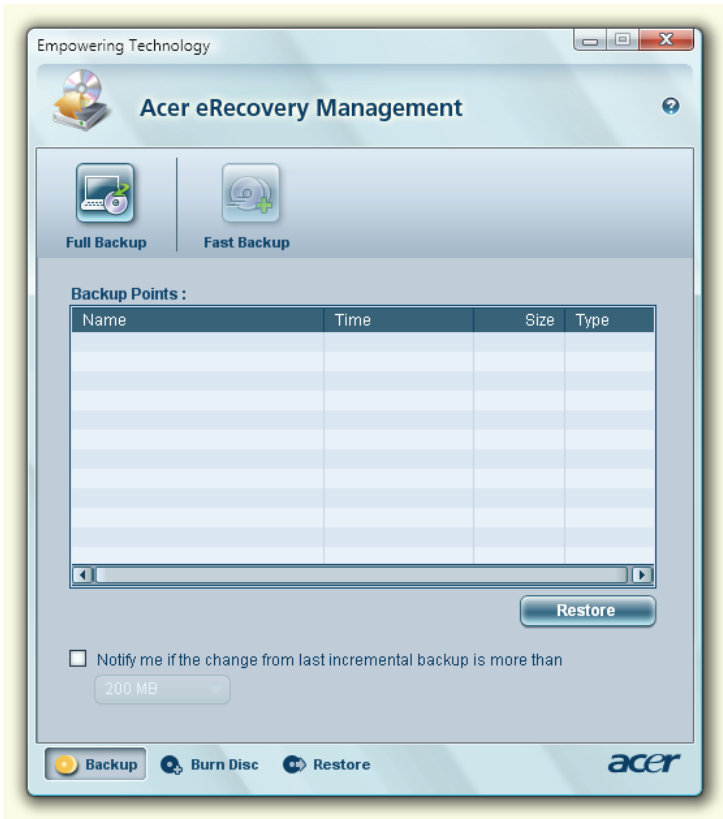 Empowering Technology
Acer eRecovery Management
Full Backup Fast Backup
Backup Points :
Name Time Size Type
Restore
Notify me if the change from last incremental backup is more than
200 MB
Backup Burn Disc Restore acer